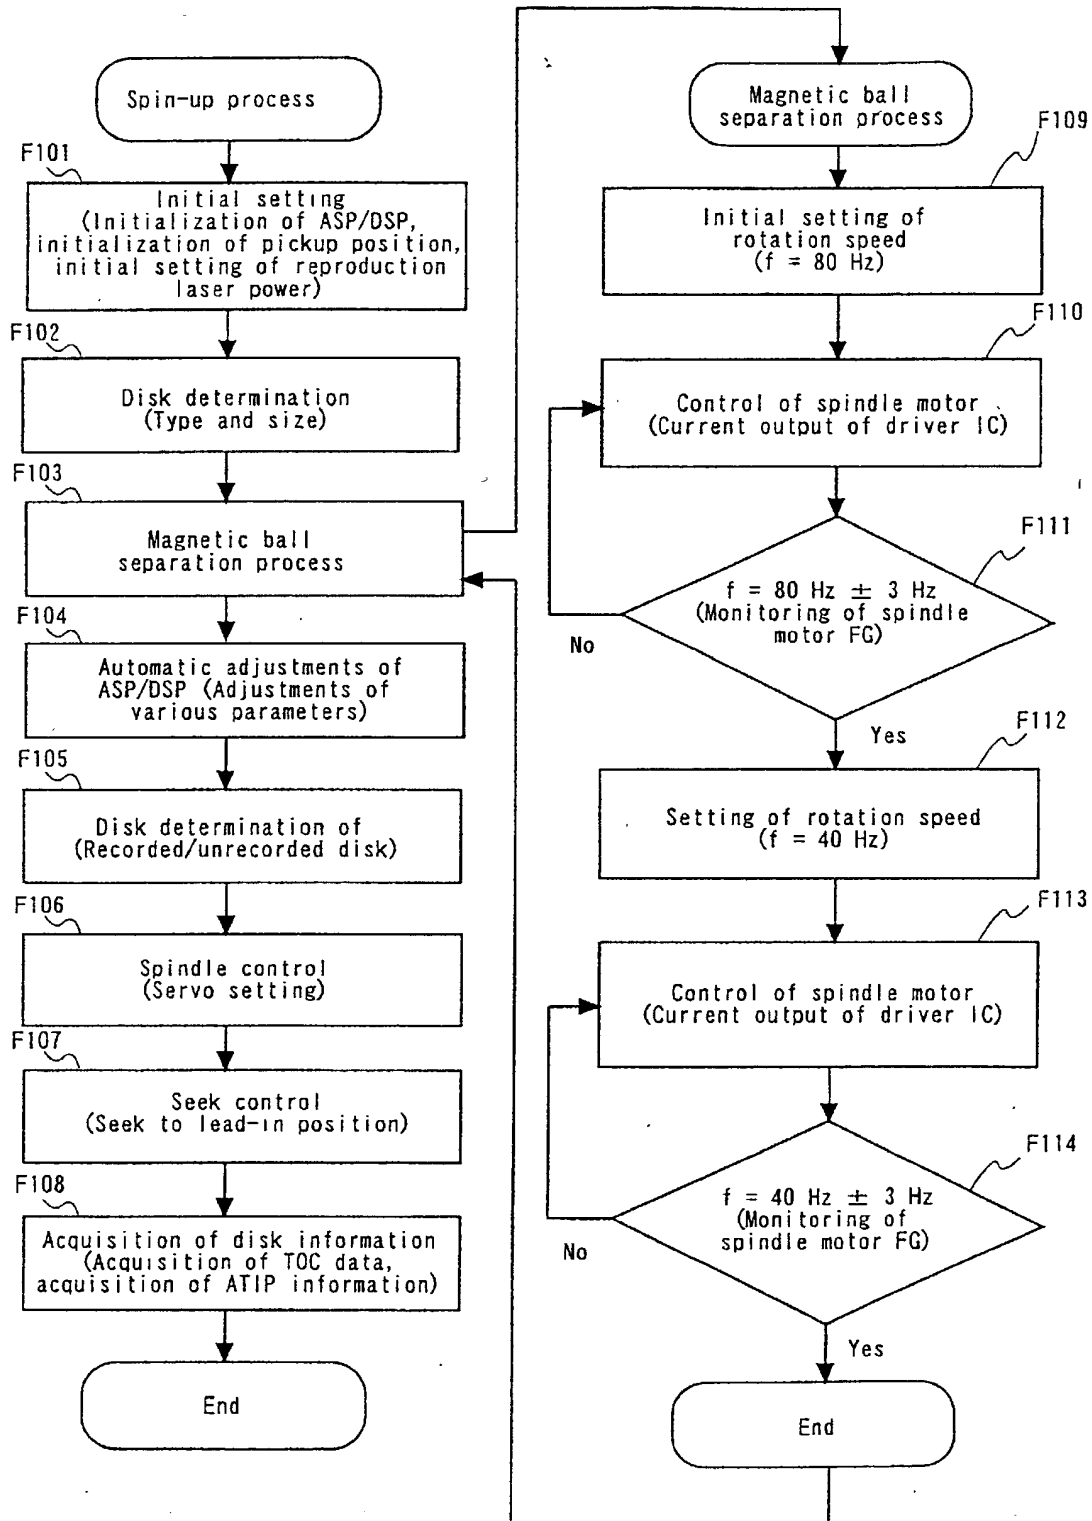 Spin-up process
F101
Initial setting
(Initialization of ASP/DSP,
initialization of pickup position,
initial setting of reproduction
laser power)
F102
Disk determination
(Type and size)
F103
Magnetic ball
separation process
F104
Automatic adjustments of
ASP/DSP (Adjustments of
various parameters)
F105
Disk determination of
(Recorded/unrecorded disk)
F106
Spindle control
(Servo setting)
F107
Seek control
(Seek to lead-in position)
F108
Acquisition of disk information
(Acquisition of TOC data,
acquisition of ATIP information)
End
Magnetic ball
separation process
F109
Initial setting of
rotation speed
(f = 80 Hz)
F110
Control of spindle motor
(Current output of driver IC)
F111
f = 80 Hz ± 3 Hz
(Monitoring of spindle
motor FG)
No
Yes
F112
Setting of rotation speed
(f = 40 Hz)
F113
Control of spindle motor
(Current output of driver IC)
F114
f = 40 Hz ± 3 Hz
(Monitoring of
spindle motor FG)
No
Yes
End